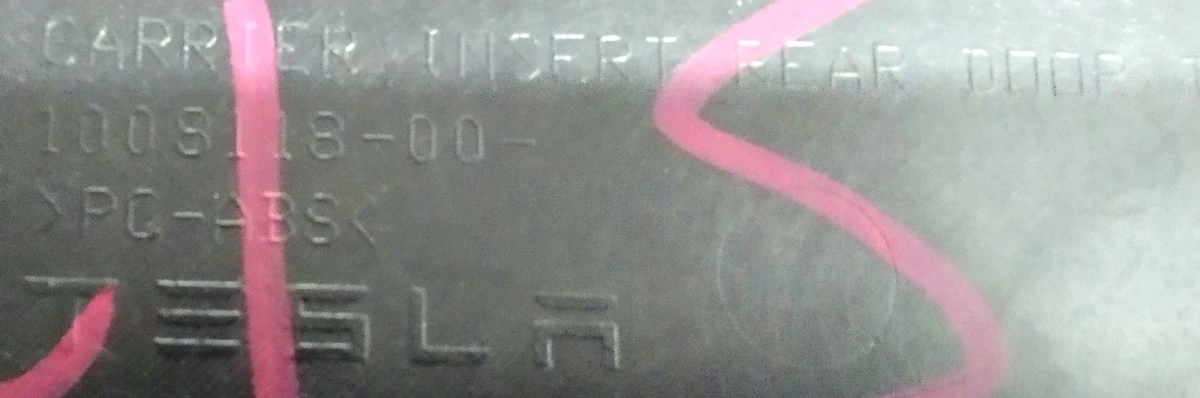 CARRIER INSERT REAR DOOR
1008118-00-
>PC-ABS<
TESLA